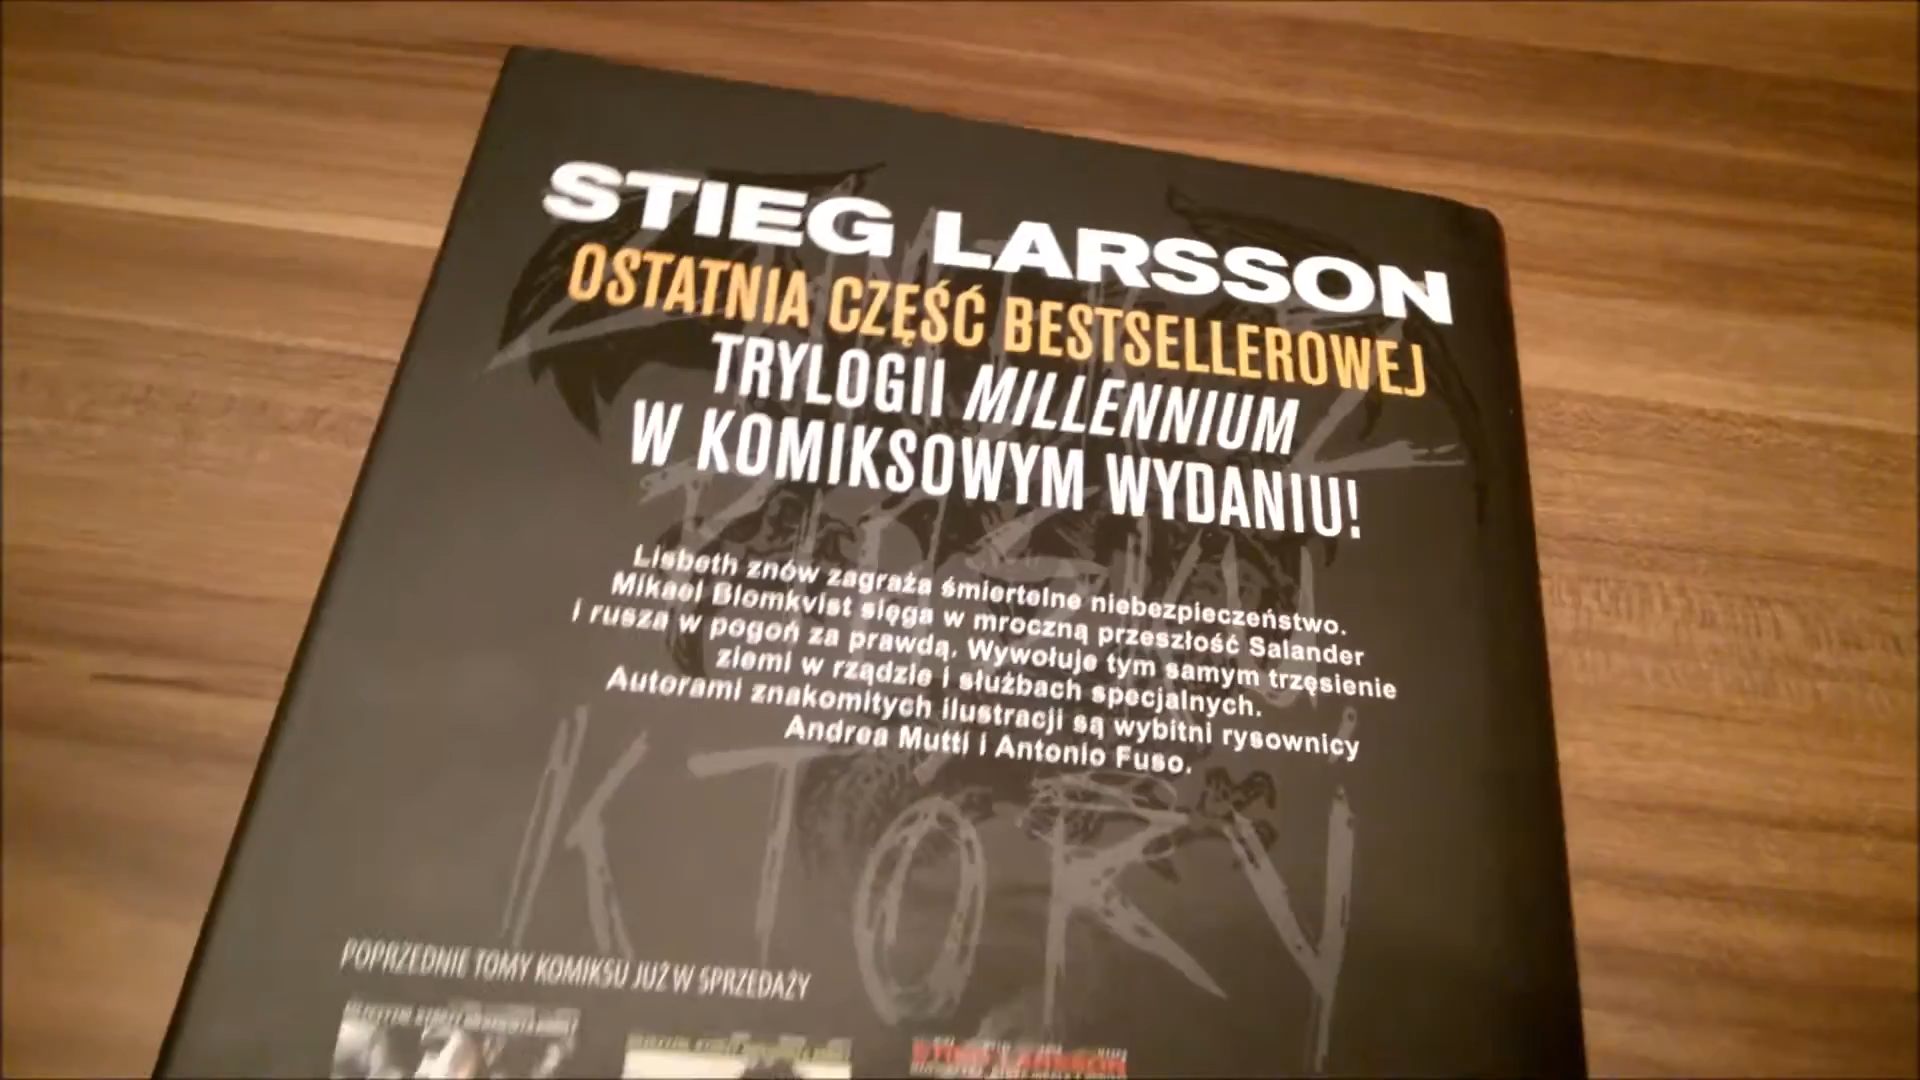 STIEG LARSSON
OSTATNIA CZĘŚĆ BESTSELLEROWEJ
TRYLOGII MILLENNIUM
W KOMIKSOWYM WYDANIU!
Lisbeth znów zagraża śmiertelne niebezpieczeństwo.
Mikael Blomkvist sięga w mroczną przeszłość Salander
i rusza w pogoń za prawdą. Wywołuje tym samym trzęsienie
ziemi w rządzie i służbach specjalnych.
Autorami znakomitych ilustracji są wybitni rysownicy
Andrea Mutti i Antonio Fuso.
KTÓRY
POPRZEDNIE TOMY KOMIKSU JUŻ W SPRZEDAŻY